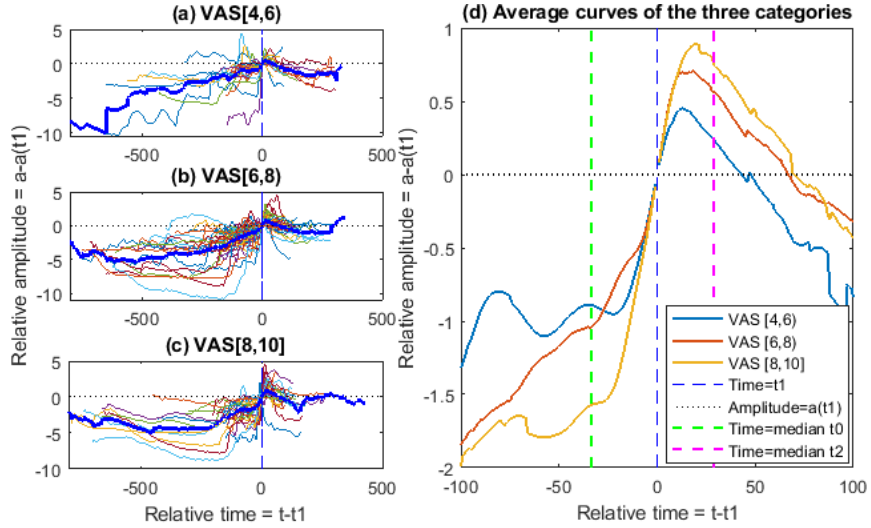 (a) VAS[4,6)
5
0
-5
-10
-500
0
500
(b) VAS[6,8)
5
0
-5
-10
-500
0
500
(c) VAS[8,10]
5
0
-5
-10
-500
0
500
Relative amplitude = a-a(t1)
Relative time = t-t1
(d) Average curves of the three categories
1
0.5
0
-0.5
-1
-1.5
-2
-100
-50
0
50
100
Relative amplitude = a-a(t1)
Relative time = t-t1
VAS [4,6)
VAS [6,8)
VAS [8,10]
Time=t1
Amplitude=a(t1)
Time=median t0
Time=median t2